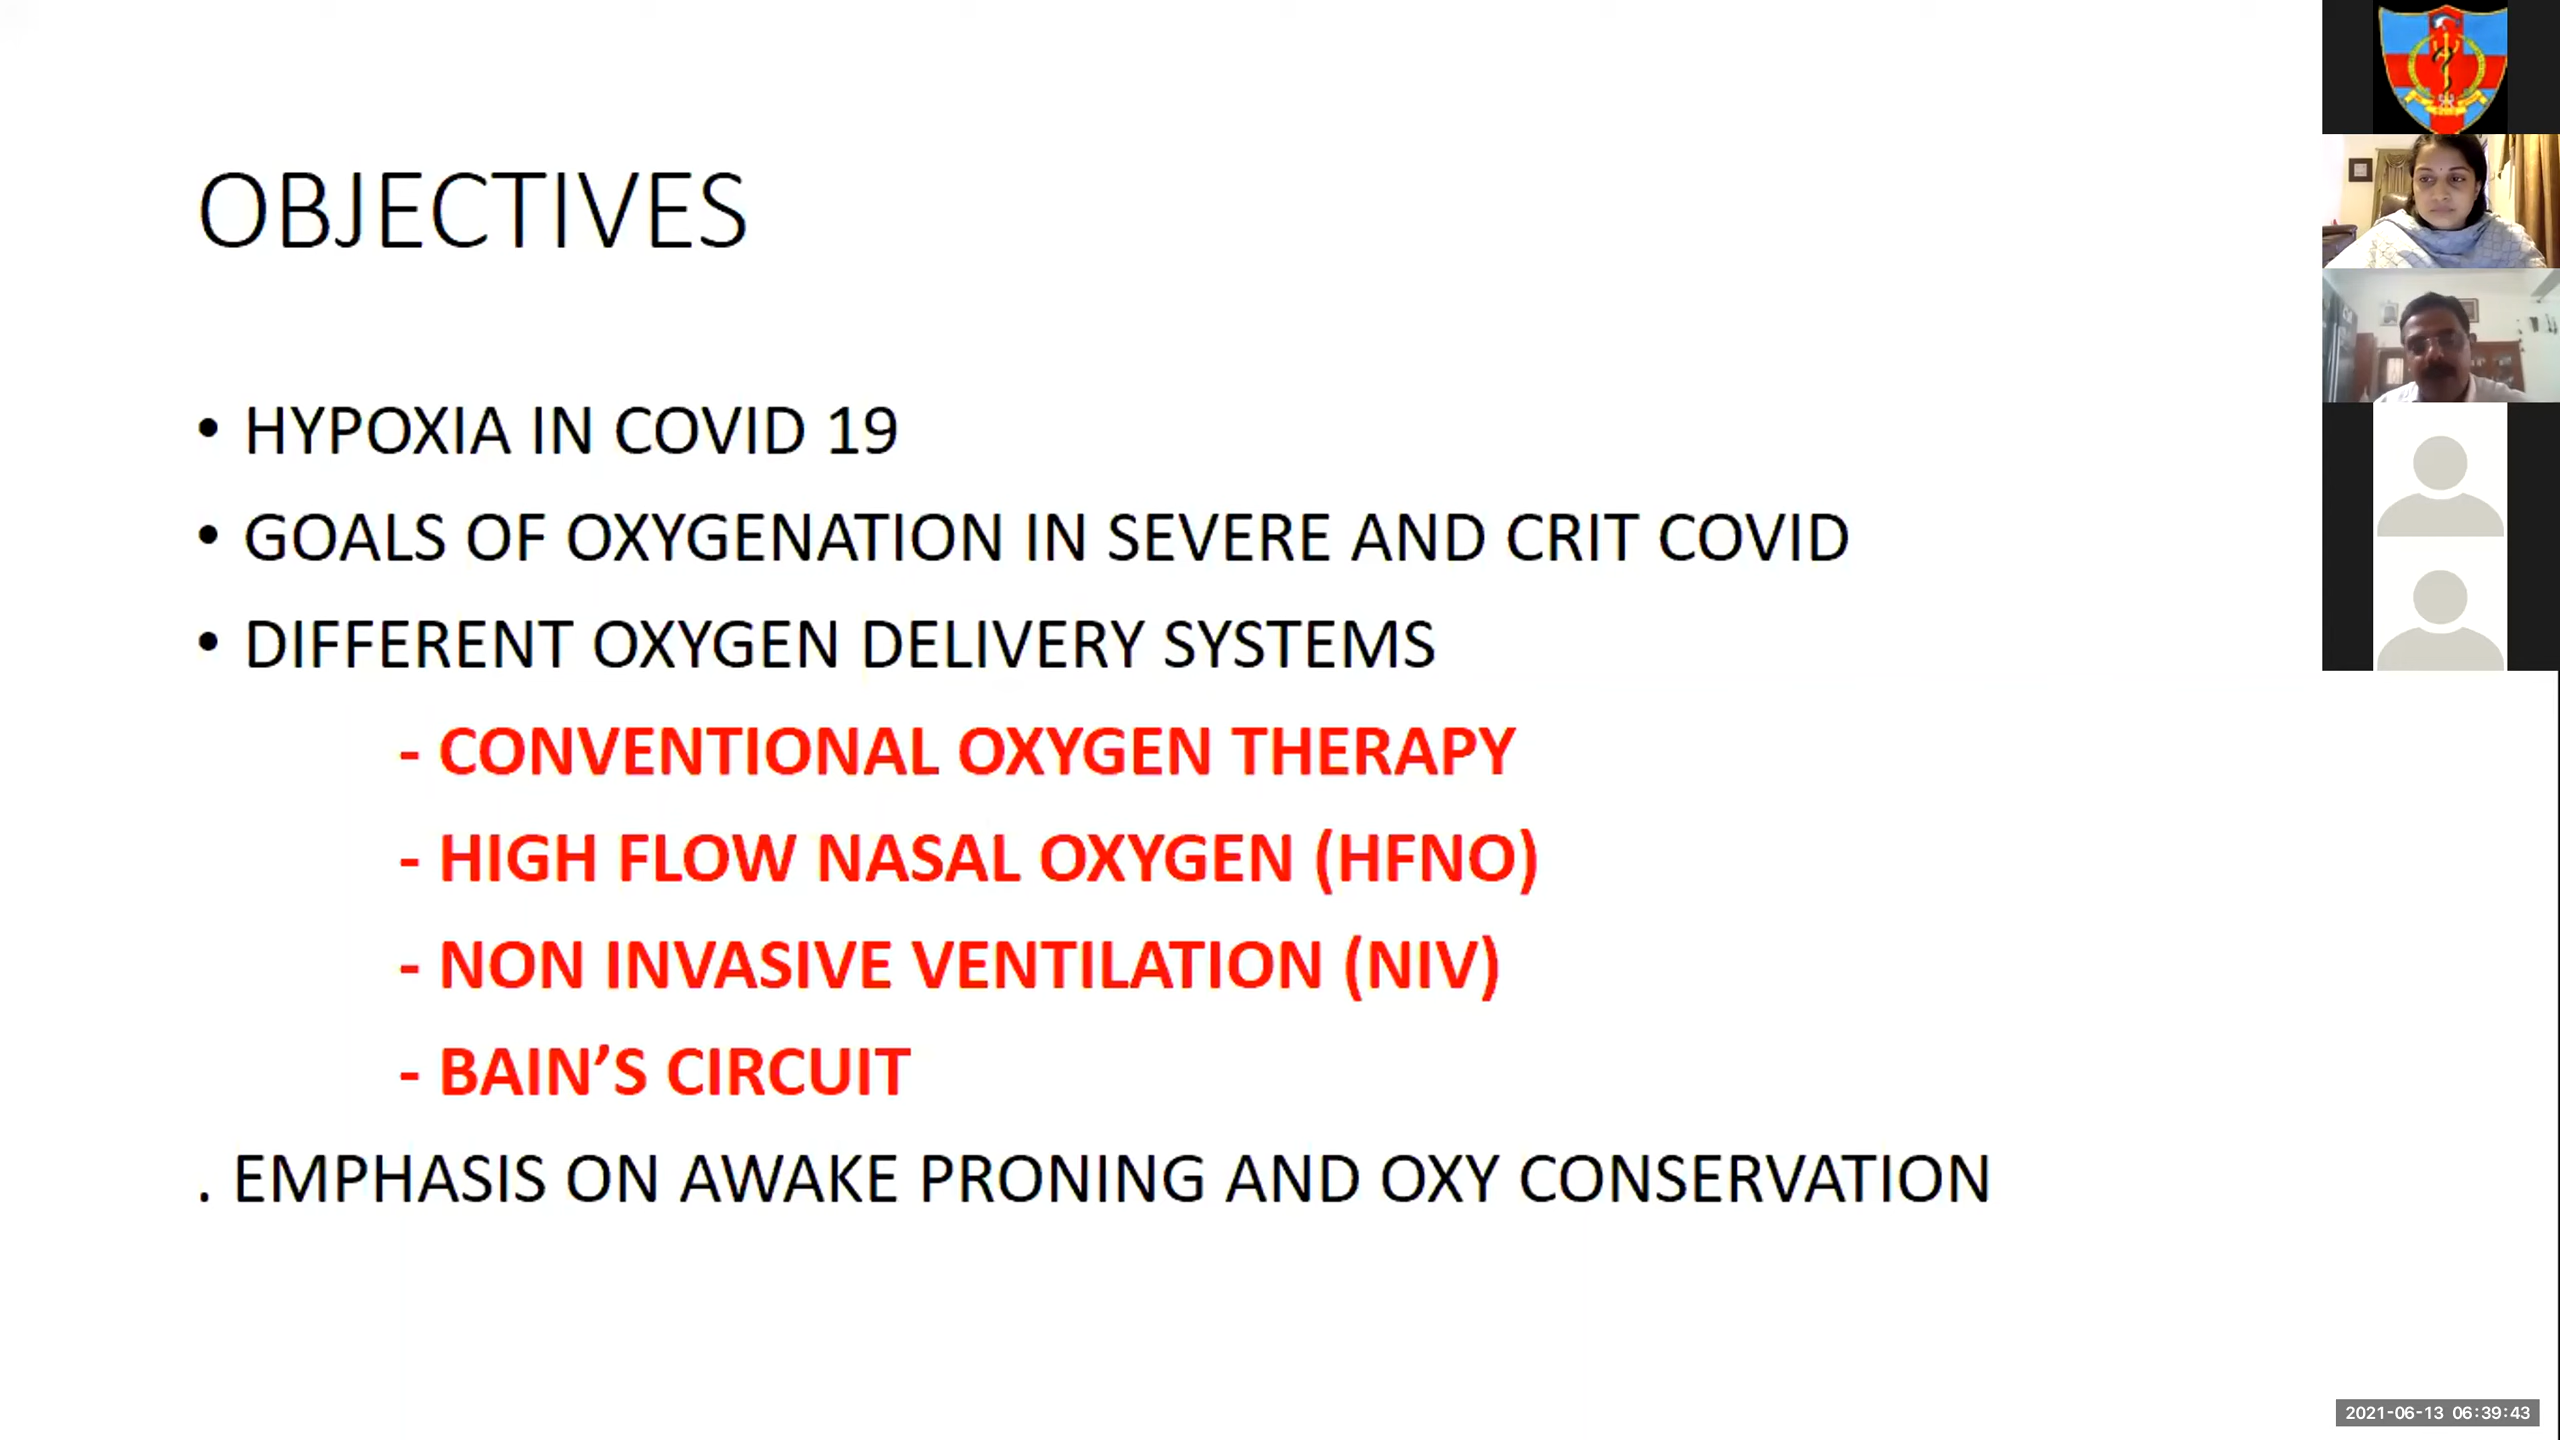 OBJECTIVES
• HYPOXIA IN COVID 19
• GOALS OF OXYGENATION IN SEVERE AND CRIT COVID
• DIFFERENT OXYGEN DELIVERY SYSTEMS
- CONVENTIONAL OXYGEN THERAPY
- HIGH FLOW NASAL OXYGEN (HFNO)
- NON INVASIVE VENTILATION (NIV)
- BAIN’S CIRCUIT
. EMPHASIS ON AWAKE PRONING AND OXY CONSERVATION
2021-06-13 06:39:43